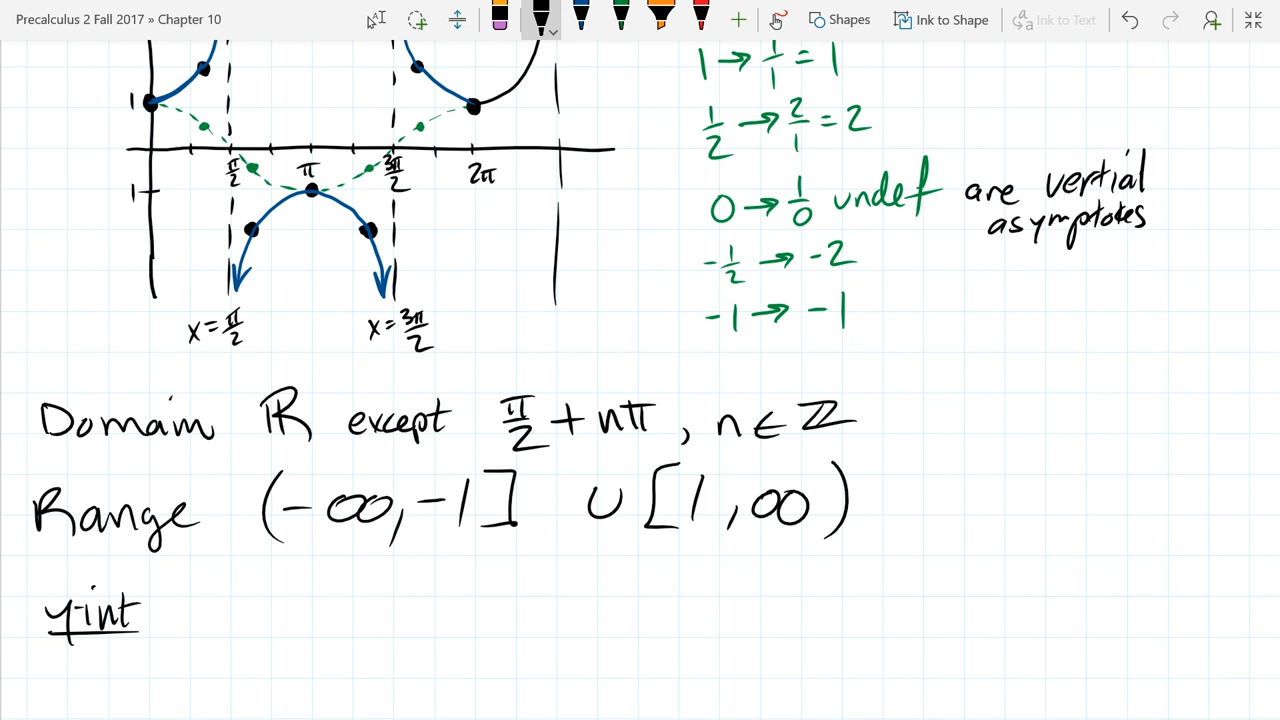 Precalculus 2 Fall 2017 » Chapter 10
Shapes
Ink to Shape
Ink to Text
1
1
π/2
π
3π/2
2π
x = π/2
x = 3π/2
1 → 1/1 = 1
1/2 → 2/1 = 2
0 → 1/0 undef are vertial
asymptotes
-1/2 → -2
-1 → -1
Domain ℝ except π/2 + nπ, n ∈ ℤ
Range (-∞, -1] ∪ [1, ∞)
y-int